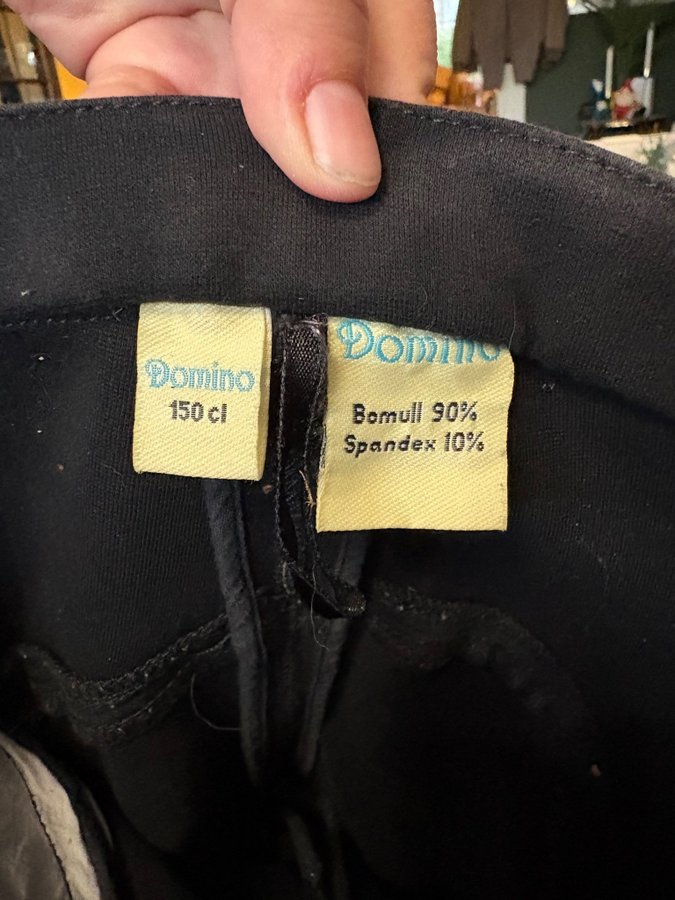 Domino
150 cl
Domino
Bomull 90%
Spandex 10%